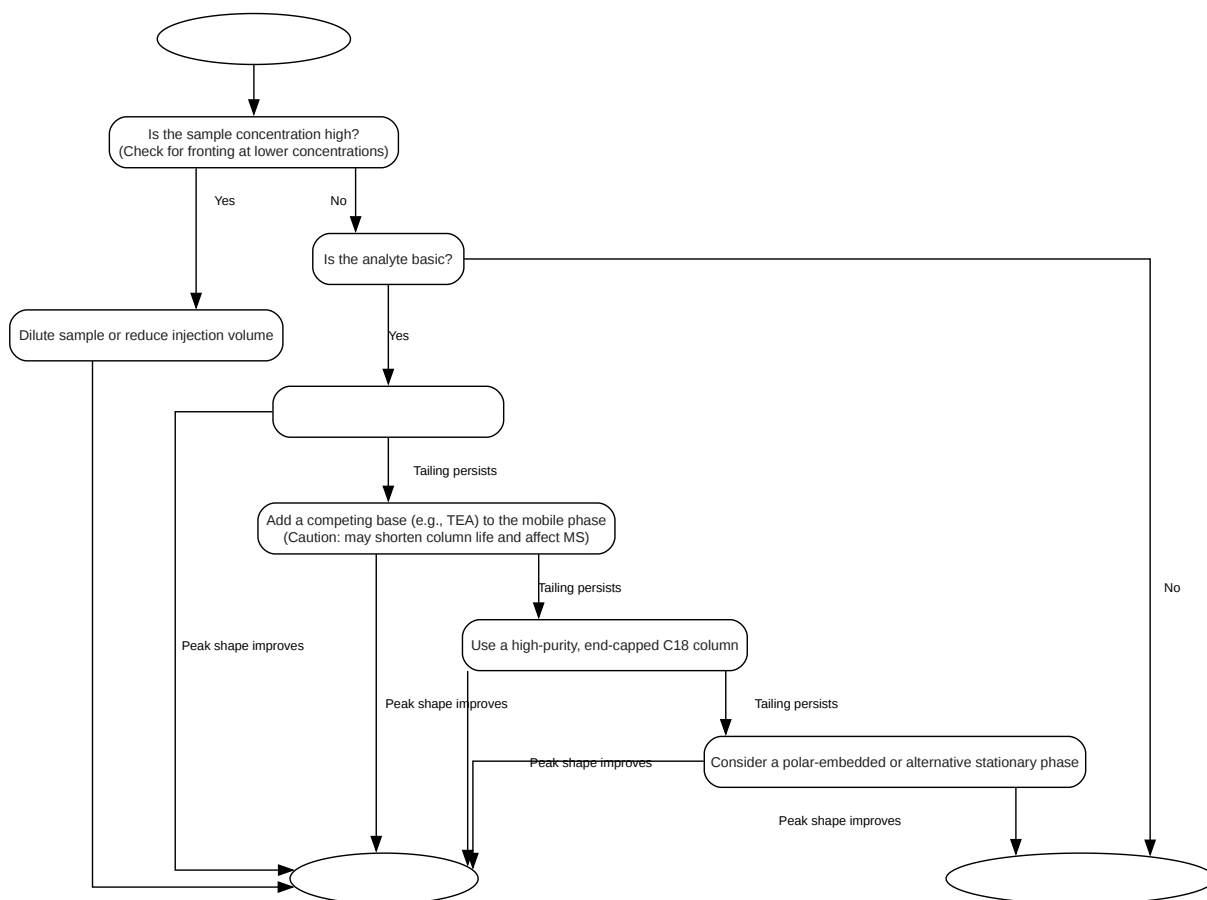 Is the sample concentration high?
(Check for fronting at lower concentrations)
Yes
No
Is the analyte basic?
Dilute sample or reduce injection volume
Yes
Tailing persists
Add a competing base (e.g., TEA) to the mobile phase
(Caution: may shorten column life and affect MS)
Tailing persists
No
Peak shape improves
Use a high-purity, end-capped C18 column
Peak shape improves
Tailing persists
Peak shape improves
Consider a polar-embedded or alternative stationary phase
Peak shape improves